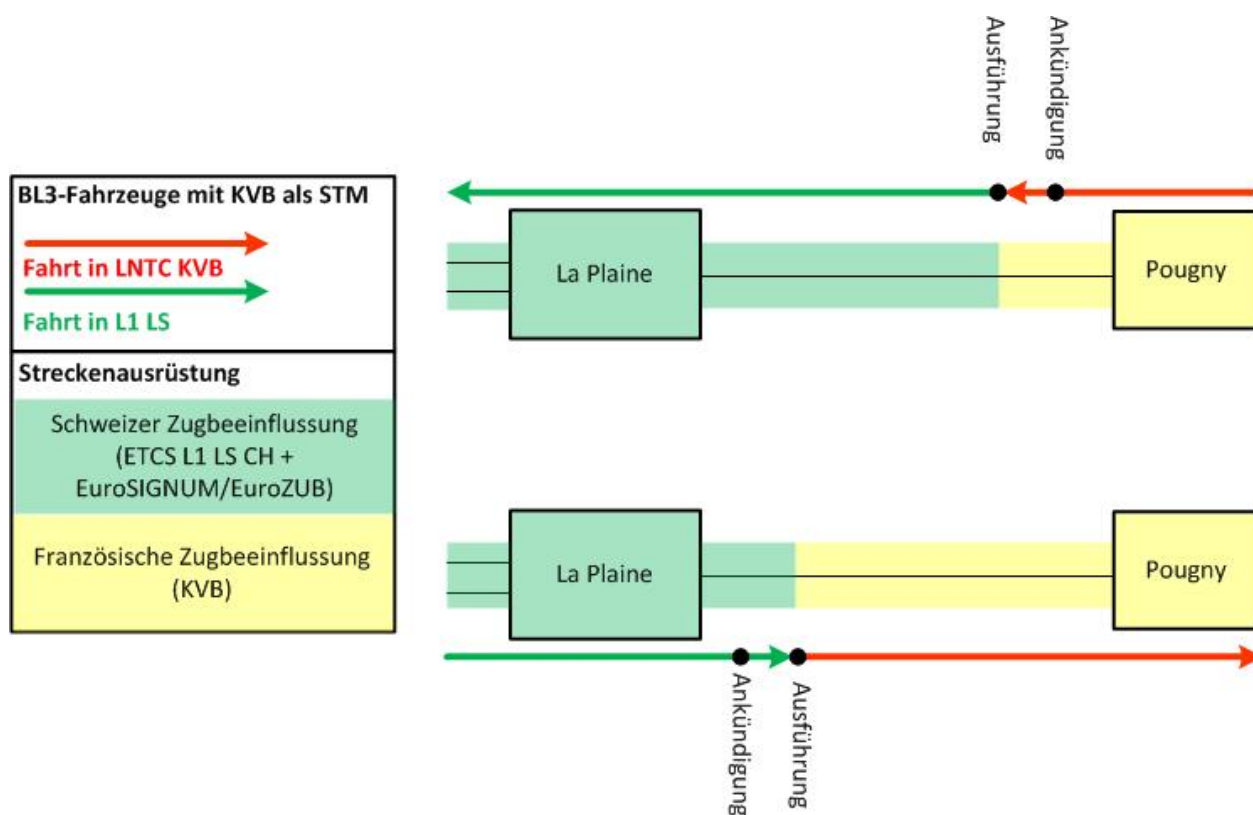 Ausführung
Ankündigung
BL3-Fahrzeuge mit KVB als STM
Fahrt in LNTC KVB
Fahrt in L1 LS
Streckenausrüstung
Schweizer Zugbeeinflussung
(ETCS L1 LS CH +
EuroSIGNUM/EuroZUB)
Französische Zugbeeinflussung
(KVB)
La Plaine
Pougny
La Plaine
Pougny
Ankündigung
Ausführung